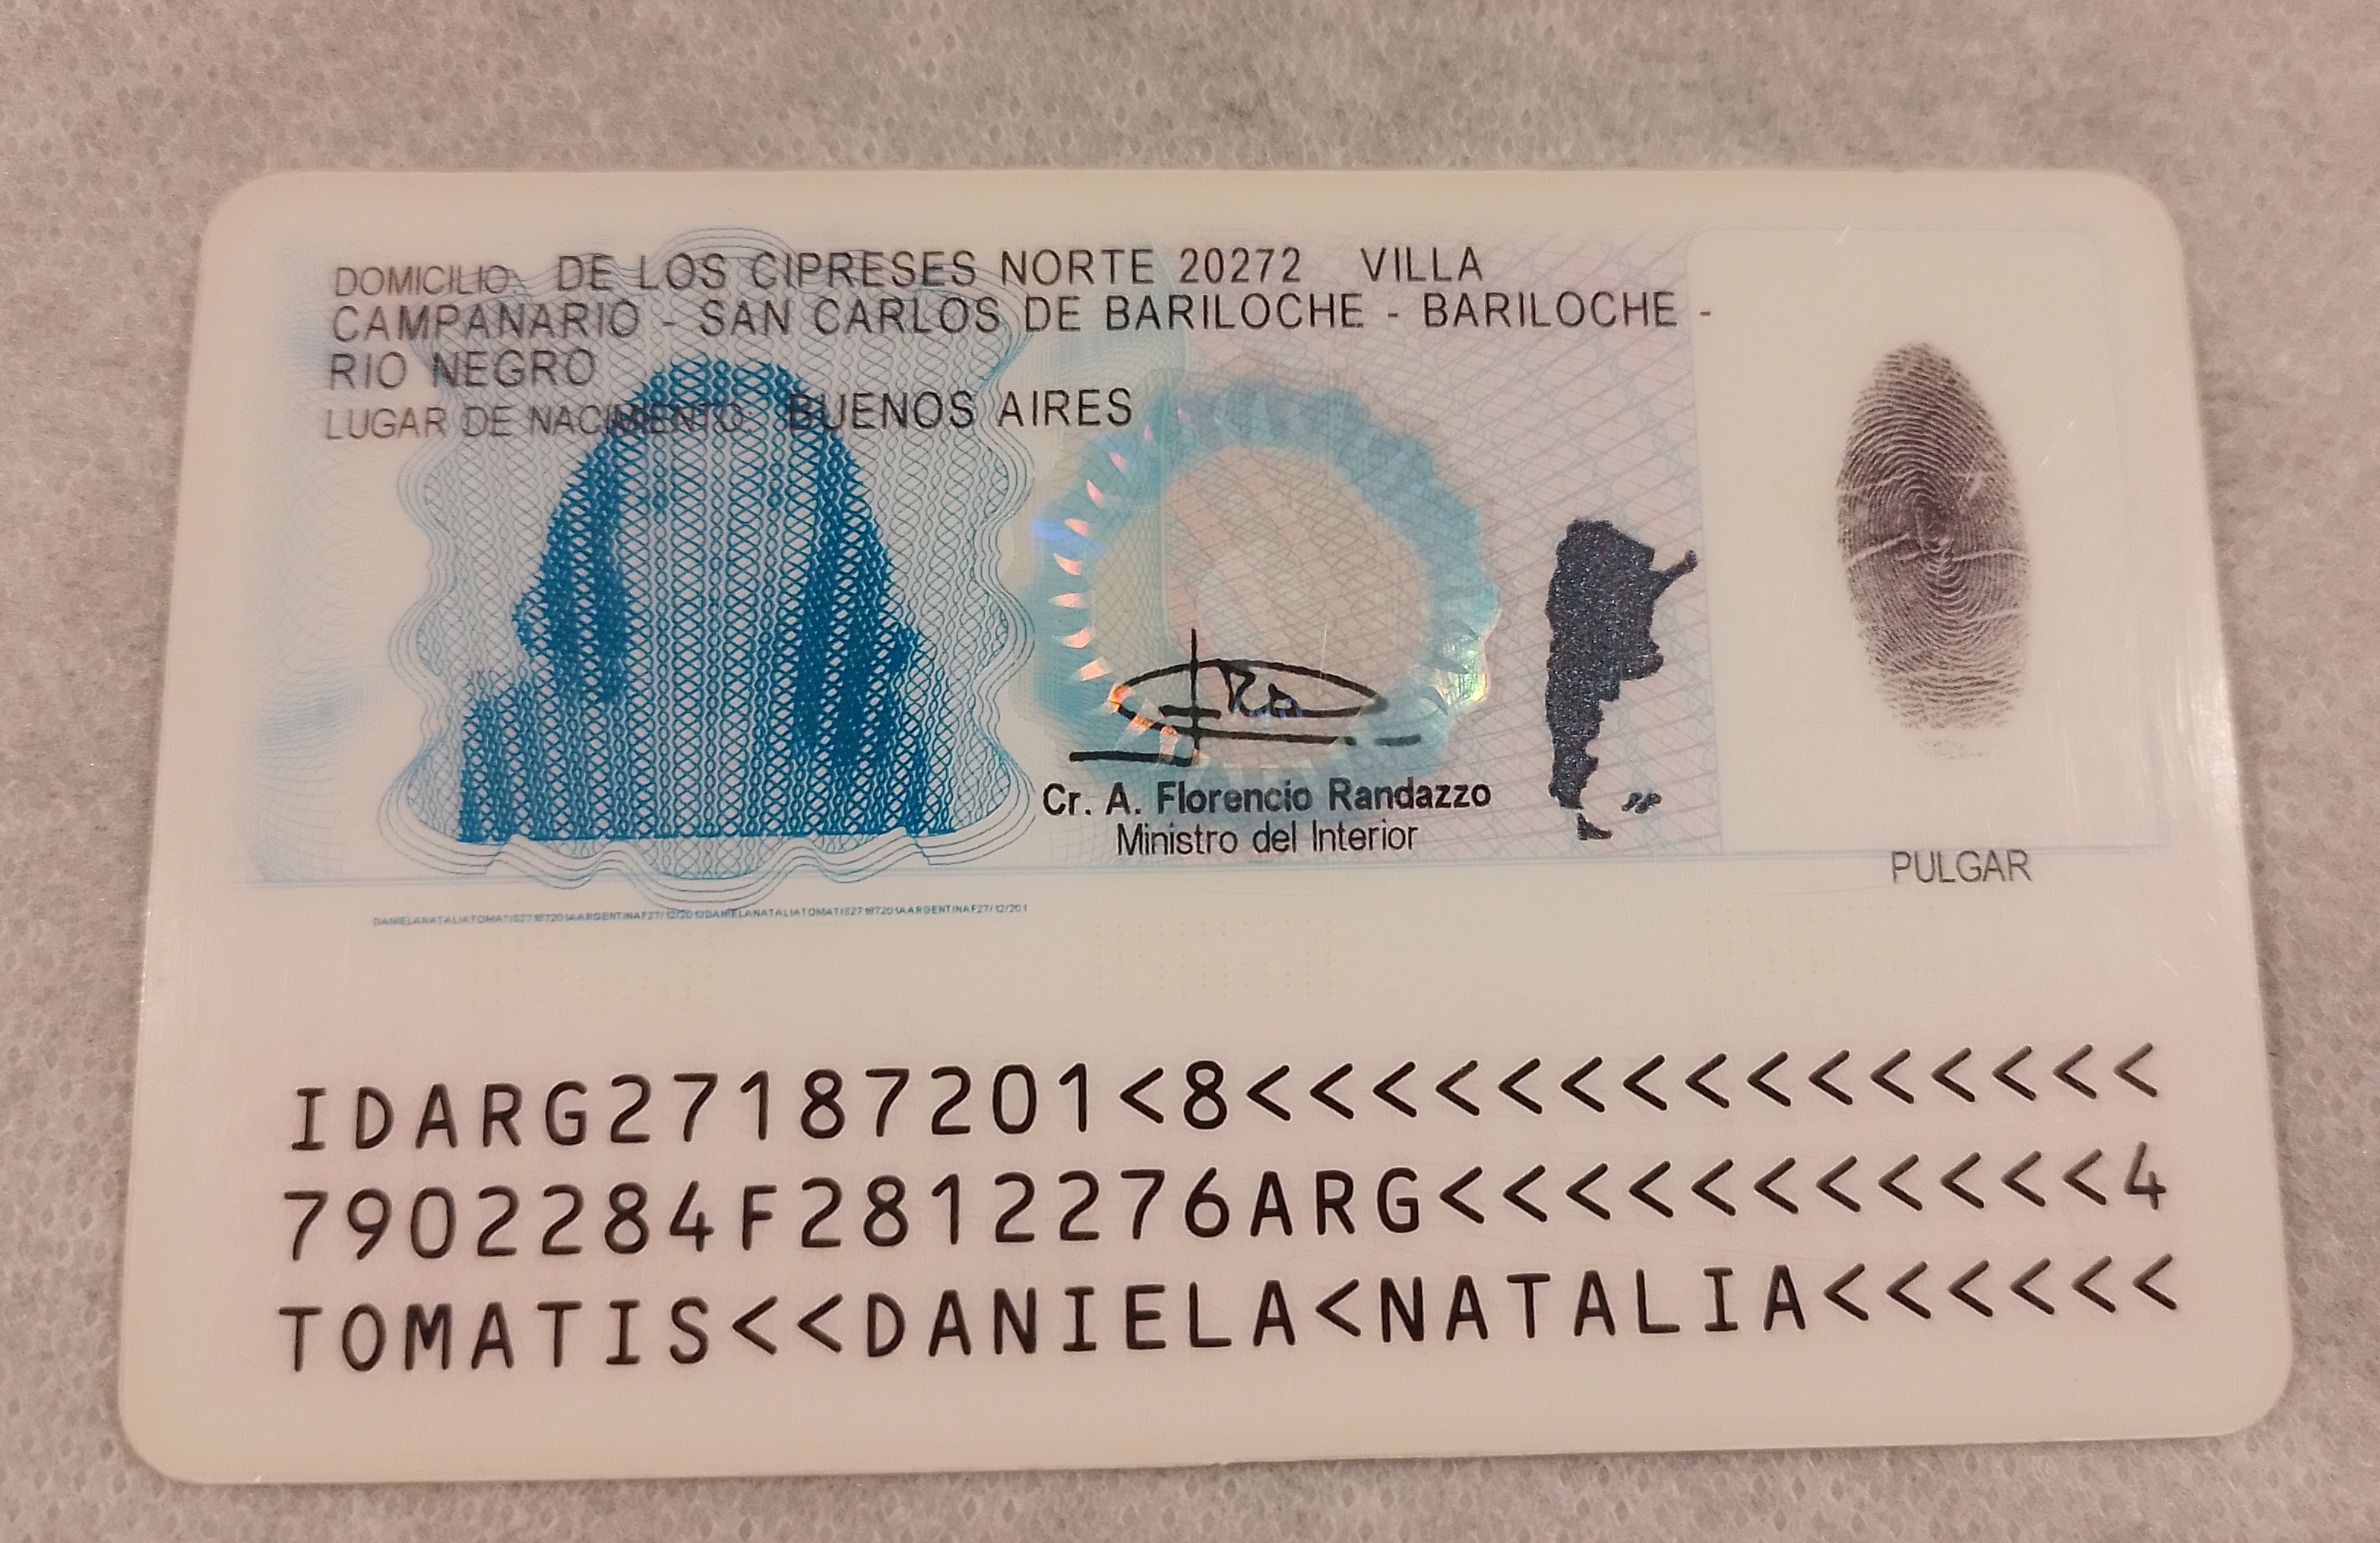 DOMICILIO: DE LOS CIPRESES NORTE 20272 VILLA
CAMPANARIO - SAN CARLOS DE BARILOCHE - BARILOCHE -
RIO NEGRO
LUGAR DE NACIMIENTO: BUENOS AIRES
Cr. A. Florencio Randazzo
Ministro del Interior
PULGAR
DANIELANATALIATOMATIS27187201AARGENTINAF27/12/2013DANIELANATALIATOMATIS27187201AARGENTINAF27/12/201
IDARG27187201<8<<<<<<<<<<<<<<<
7902284F2812276ARG<<<<<<<<<<<4
TOMATIS<<DANIELA<NATALIA<<<<<<